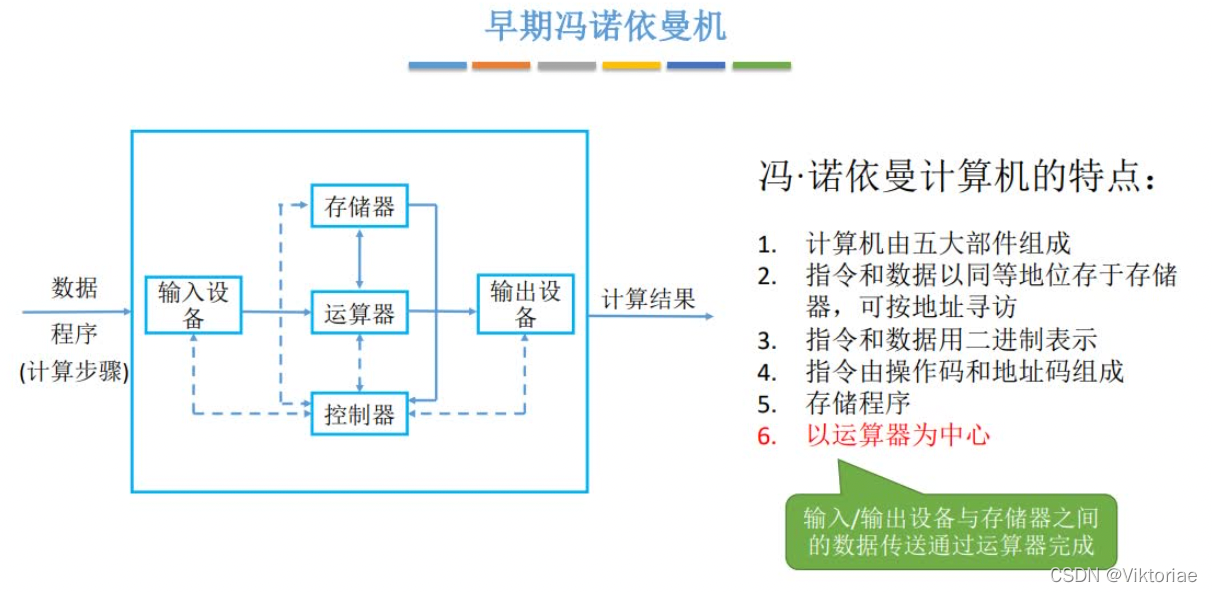 早期冯诺依曼机
数据
程序
(计算步骤)
输入设
备
存储器
运算器
控制器
输出设
备
计算结果
冯·诺依曼计算机的特点：
1. 计算机由五大部件组成
2. 指令和数据以同等地位存于存储
器，可按地址寻访
3. 指令和数据用二进制表示
4. 指令由操作码和地址码组成
5. 存储程序
6. 以运算器为中心
输入/输出设备与存储器之间
的数据传送通过运算器完成
CSDN @Viktoriae